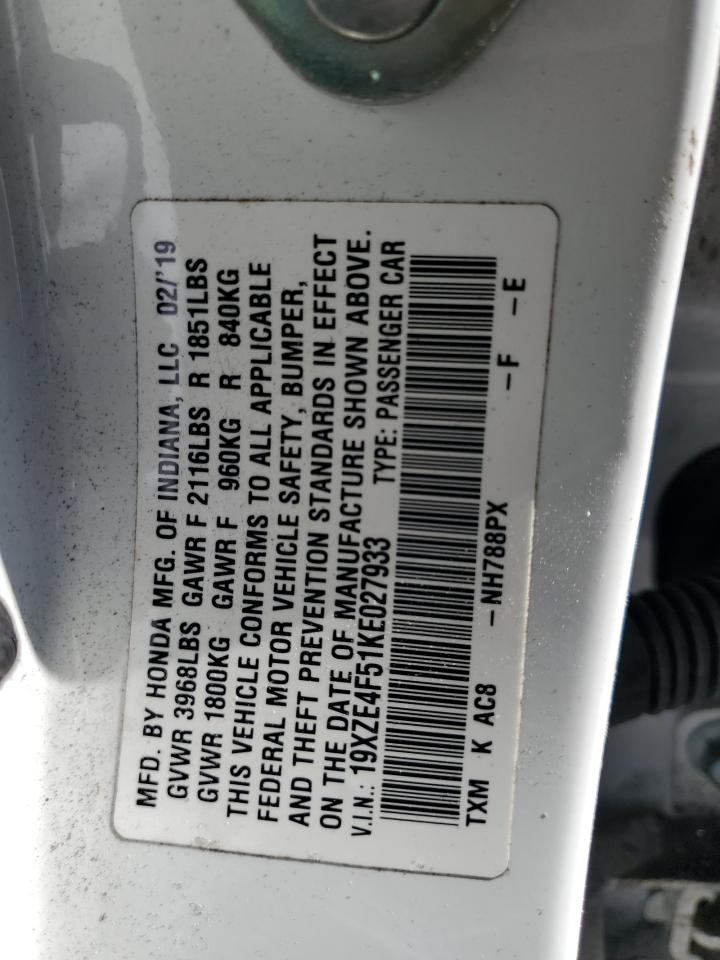 MFD. BY HONDA MFG. OF INDIANA, LLC 02/'19
GVWR 3968LBS GAWR F 2116LBS R 1851LBS
GVWR 1800KG GAWR F 960KG R 840KG
THIS VEHICLE CONFORMS TO ALL APPLICABLE
FEDERAL MOTOR VEHICLE SAFETY, BUMPER,
AND THEFT PREVENTION STANDARDS IN EFFECT
ON THE DATE OF MANUFACTURE SHOWN ABOVE.
V.I.N.: 19XZE4F51KE027933 TYPE: PASSENGER CAR
TXM K AC8 -NH788PX -F -E